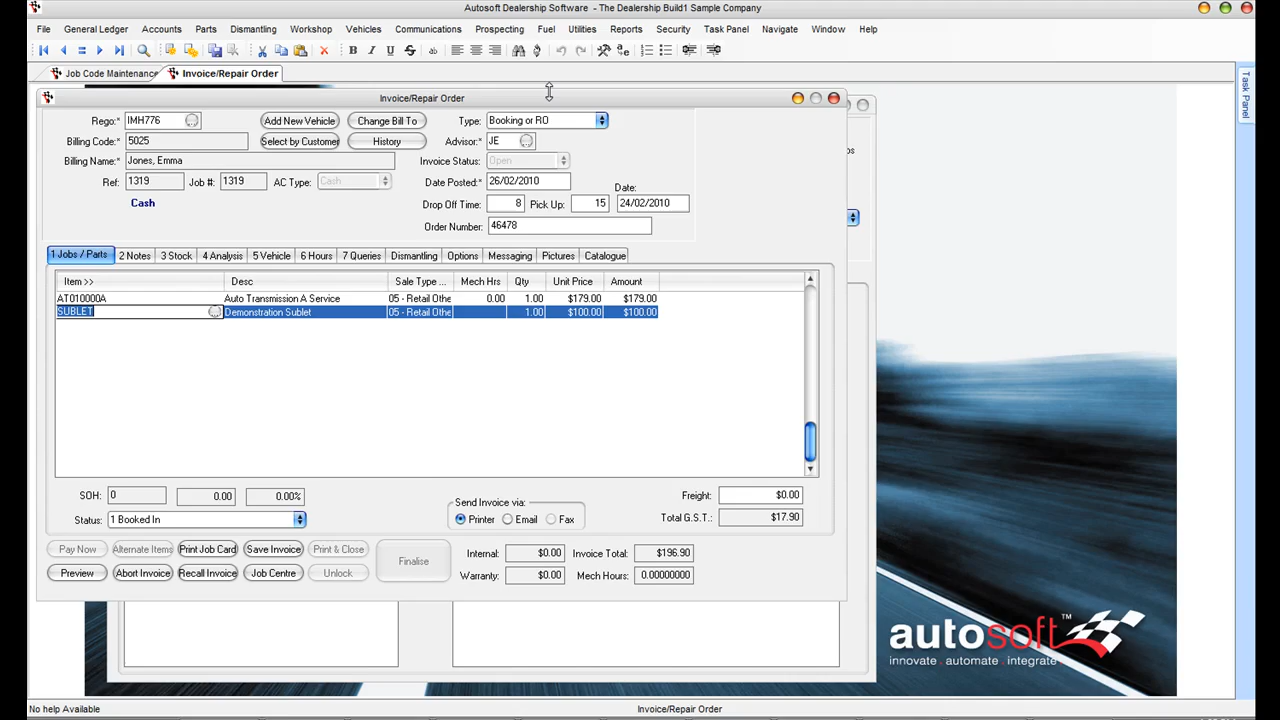 Autosoft Dealership Software - The Dealership Build1 Sample Company
File General Ledger Accounts Parts Dismantling Workshop Vehicles Communications Prospecting Fuel Utilities Reports Security Task Panel Navigate Window Help
Job Code Maintenance Invoice/Repair Order
Task Panel
Invoice/Repair Order
Rego:* IMH776 Add New Vehicle Change Bill To Type: Booking or RO
Billing Code:* 5025 Select by Customer History Advisor:* JE
Billing Name:* Jones, Emma Invoice Status: Open
Ref: 1319 Job #: 1319 AC Type: Cash Date Posted:* 26/02/2010 Date:
Cash Drop Off Time: 8 Pick Up: 15 24/02/2010
Order Number: 46478
1 Jobs / Parts 2 Notes 3 Stock 4 Analysis 5 Vehicle 6 Hours 7 Queries Dismantling Options Messaging Pictures Catalogue
Item >> Desc Sale Type ... Mech Hrs Qty Unit Price Amount
AT010000A Auto Transmission A Service 05 - Retail Othe 0.00 1.00 $179.00 $179.00
SUBLET Demonstration Sublet 05 - Retail Othe 1.00 $100.00 $100.00
SOH: 0 0.00 0.00% Send Invoice via: Freight: $0.00
Status: 1 Booked In Printer Email Fax Total G.S.T.: $17.90
Pay Now Alternate Items Print Job Card Save Invoice Print & Close Finalise Internal: $0.00 Invoice Total: $196.90
Preview Abort Invoice Recall Invoice Job Centre Unlock Warranty: $0.00 Mech Hours: 0.00000000
autosoft™
innovate . automate . integrate
No help Available Invoice/Repair Order